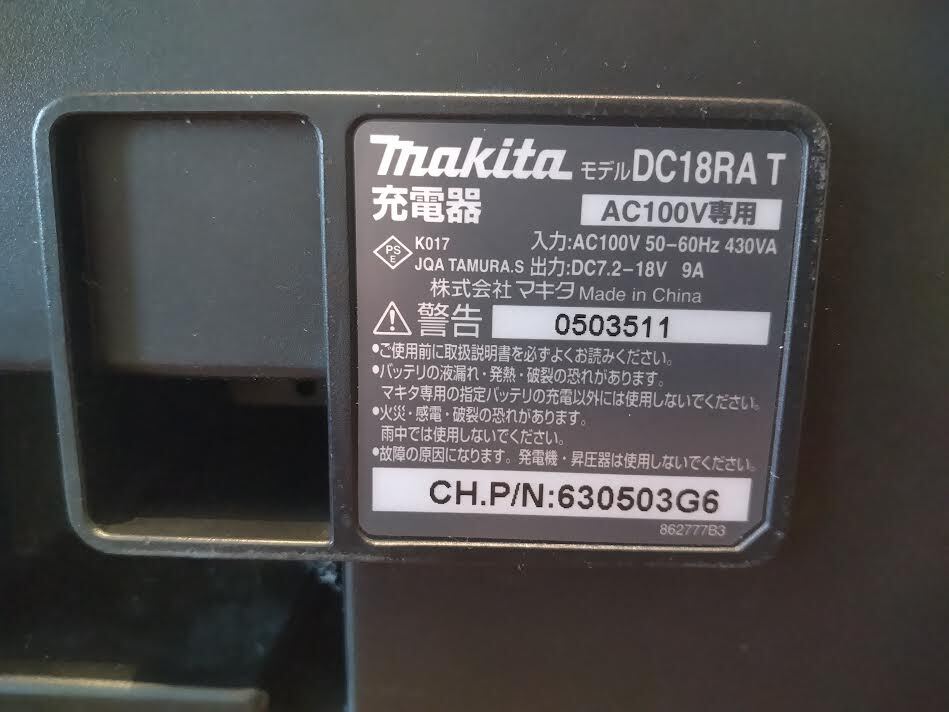 makita モデル DC18RA T
充電器 AC100V専用
PS E K017 入力:AC100V 50-60Hz 430VA
JQA TAMURA.S 出力:DC7.2-18V 9A
株式会社 マキタ Made in China
警告 0503511
•ご使用前に取扱説明書を必ずよくお読みください。
•バッテリの液漏れ・発熱・破裂の恐れがあります。
マキタ専用の指定バッテリの充電以外には使用しないでください。
•火災・感電・破裂の恐れがあります。
雨中では使用しないでください。
•故障の原因になります。発電機・昇圧器は使用しないでください。
CH.P/N:630503G6
862777B3